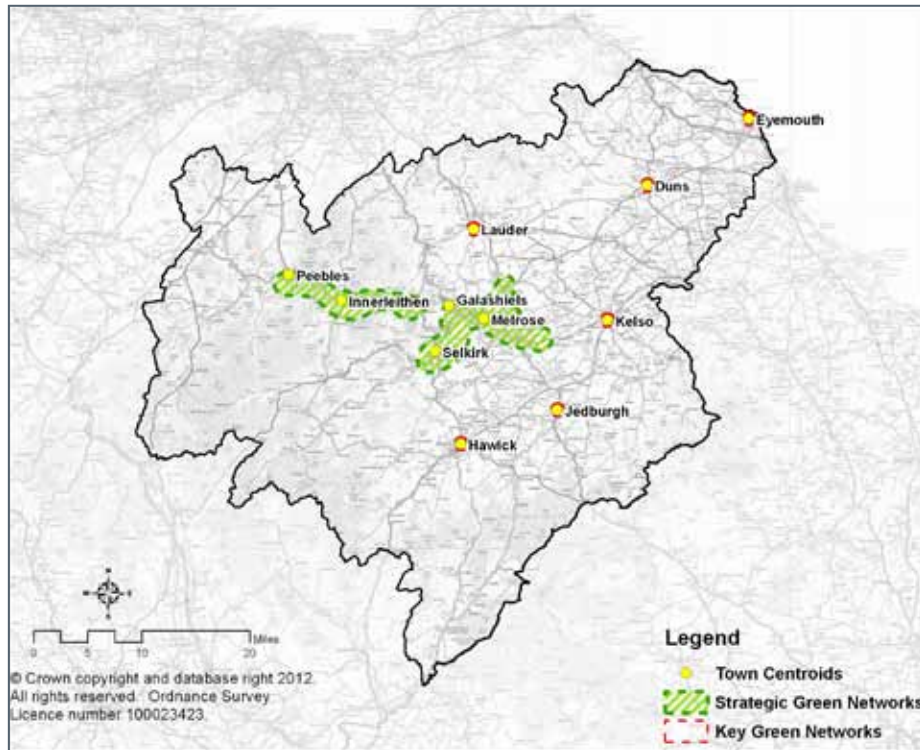 Eyemouth
Duns
Lauder
Peebles
Innerleithen
Galashiels
Melrose
Kelso
Selkirk
Jedburgh
Hawick
N
W E
S
0 5 10 20 Miles
© Crown copyright and database right 2012.
All rights reserved. Ordnance Survey
Licence number 100023423.
Legend
Town Centroids
Strategic Green Networks
Key Green Networks